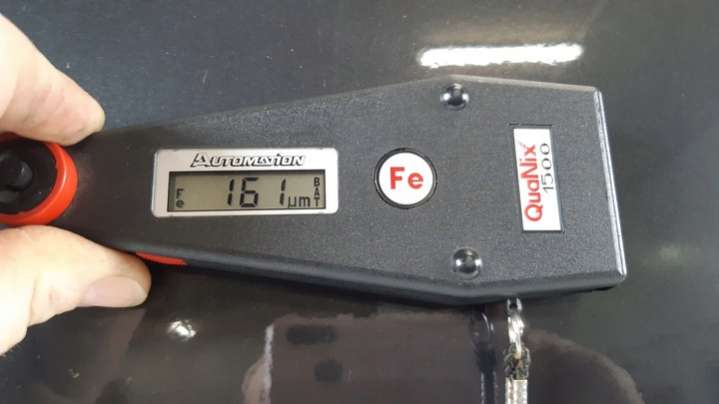 AUTOMATION
Fe 161 µm BAT
Fe
QuaNix
1500